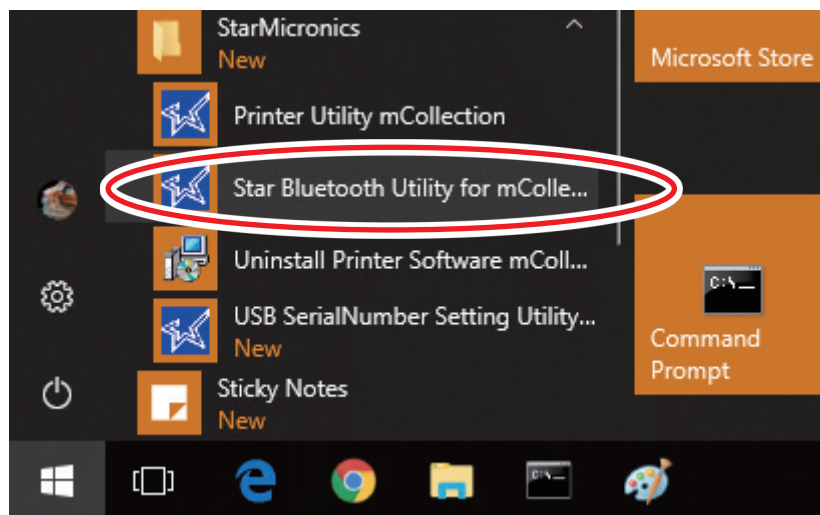 StarMicronics
New
Microsoft Store
Printer Utility mCollection
Star Bluetooth Utility for mColle...
Uninstall Printer Software mColl...
USB SerialNumber Setting Utility...
New
Command
Prompt
Sticky Notes
New